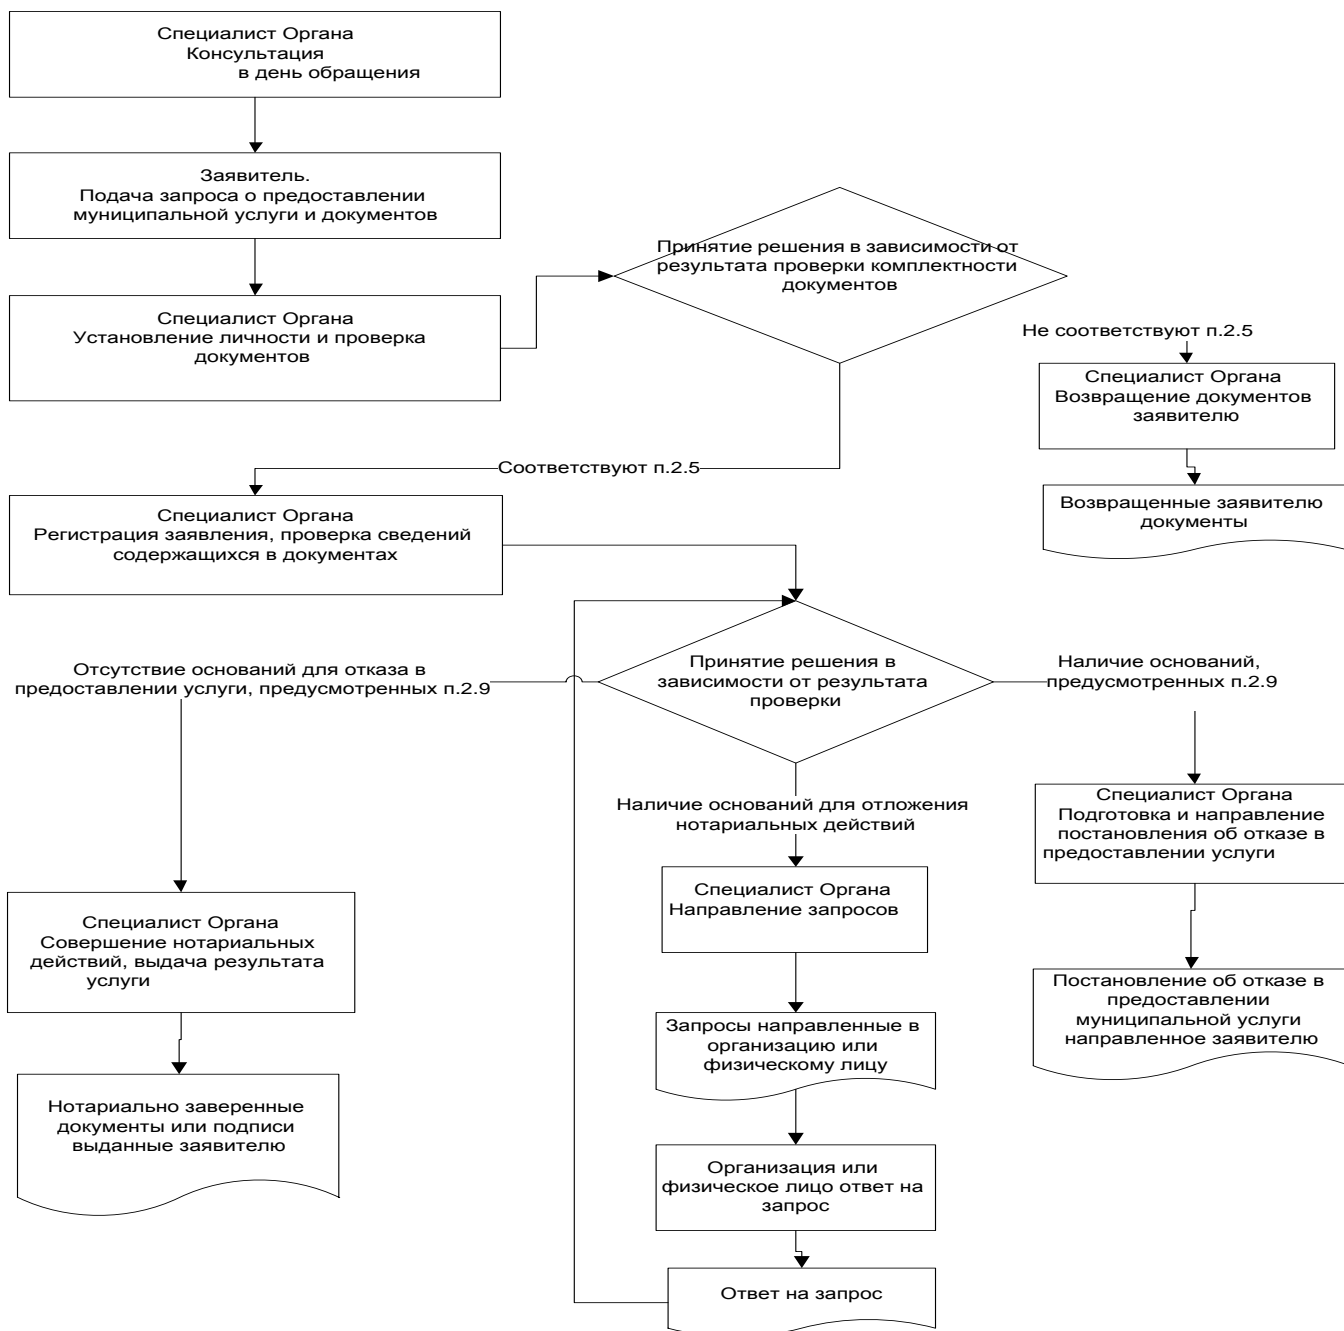 Специалист Органа
Консультация
в день обращения
Заявитель.
Подача запроса о предоставлении
муниципальной услуги и документов
Специалист Органа
Установление личности и проверка
документов
Принятие решения в зависимости от
результата проверки комплектности
документов
Не соответствуют п.2.5
Специалист Органа
Возвращение документов
заявителю
Возвращенные заявителю
документы
Соответствуют п.2.5
Специалист Органа
Регистрация заявления, проверка сведений
содержащихся в документах
Принятие решения в
зависимости от результата
проверки
Отсутствие оснований для отказа в
предоставлении услуги, предусмотренных п.2.9
Наличие оснований,
предусмотренных п.2.9
Наличие оснований для отложения
нотариальных действий
Специалист Органа
Подготовка и направление
постановления об отказе в
предоставлении услуги
Специалист Органа
Направление запросов
Специалист Органа
Совершение нотариальных
действий, выдача результата
услуги
Постановление об отказе в
предоставлении
муниципальной услуги
направленное заявителю
Запросы направленные в
организацию или
физическому лицу
Нотариально заверенные
документы или подписи
выданные заявителю
Организация или
физическое лицо ответ на
запрос
Ответ на запрос